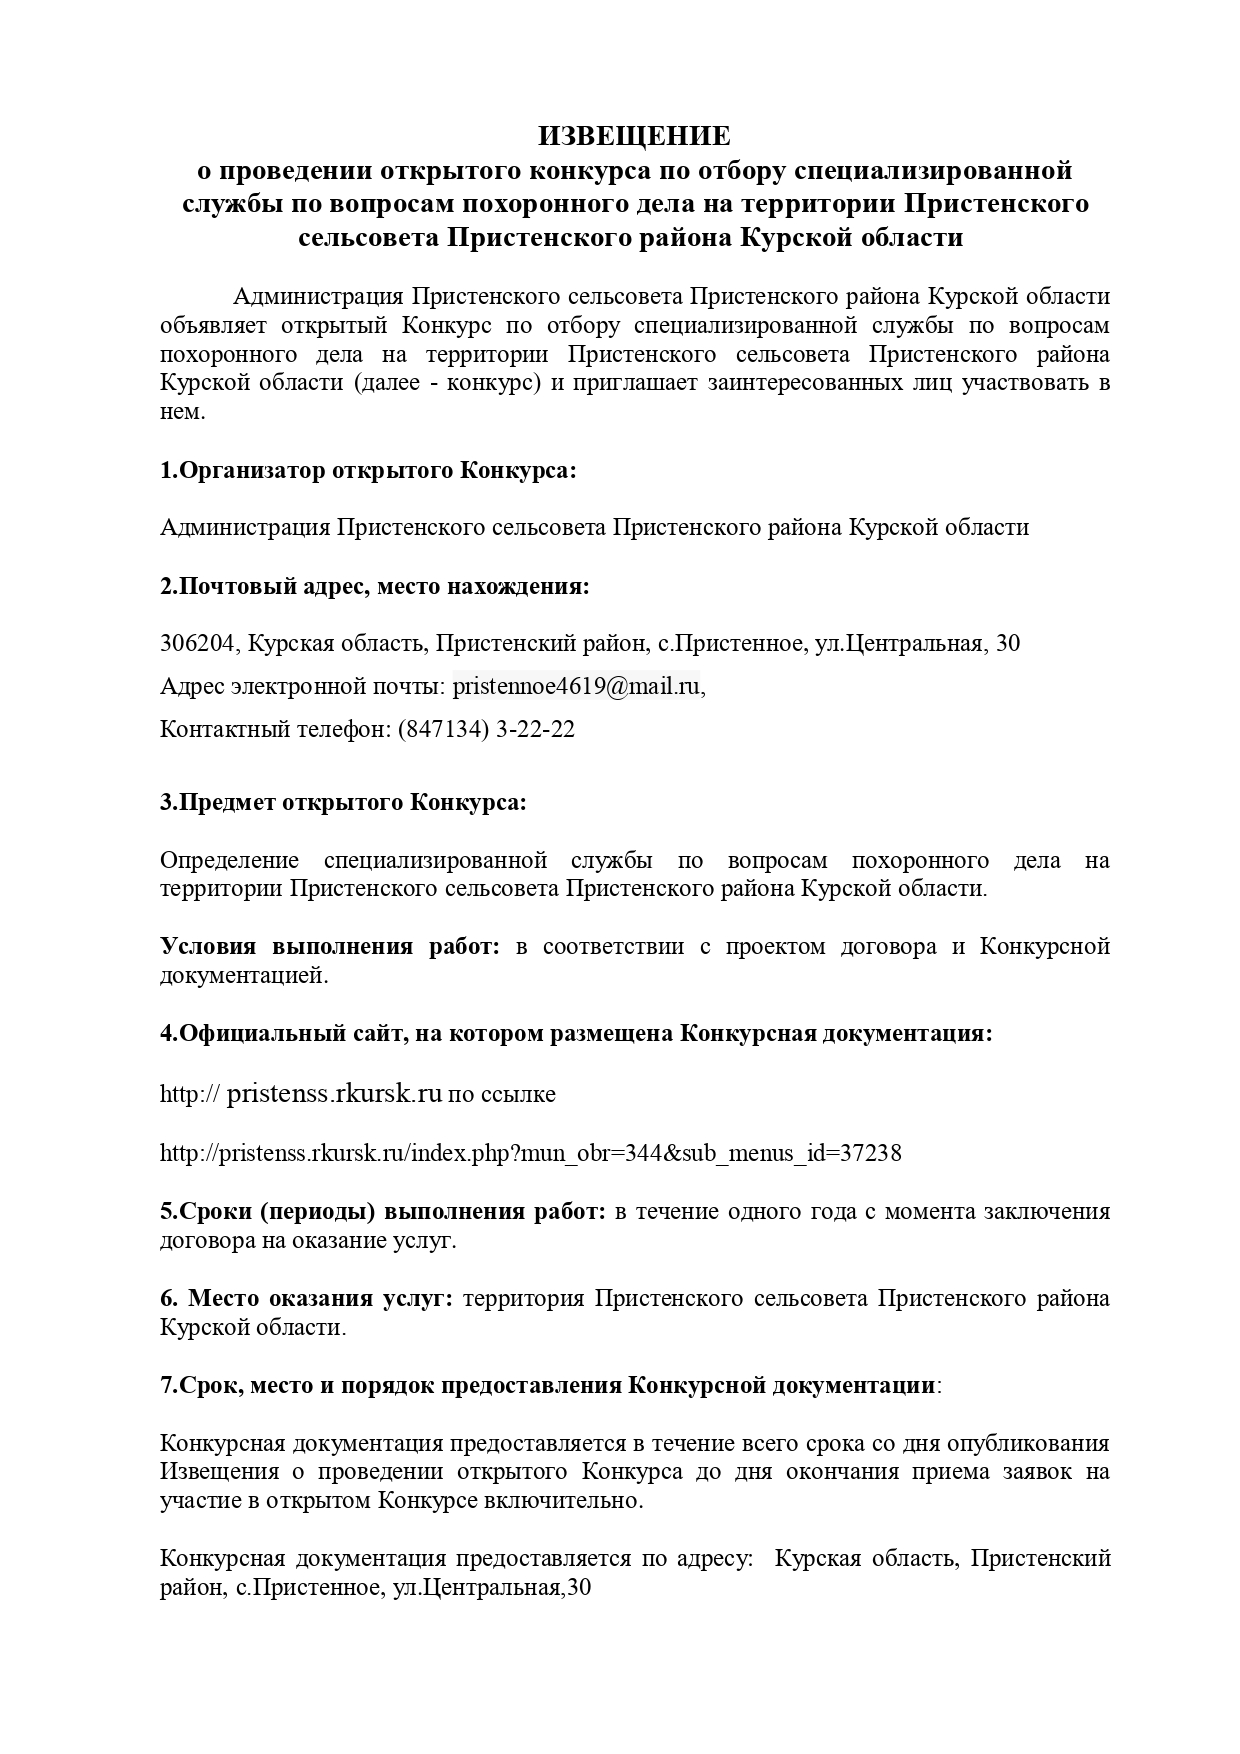 ИЗВЕЩЕНИЕ
о проведении открытого конкурса по отбору специализированной
службы по вопросам похоронного дела на территории Пристенского
сельсовета Пристенского района Курской области
Администрация Пристенского сельсовета Пристенского района Курской области
объявляет открытый Конкурс по отбору специализированной службы по вопросам
похоронного дела на территории Пристенского сельсовета Пристенского района
Курской области (далее - конкурс) и приглашает заинтересованных лиц участвовать в
нем.
1.Организатор открытого Конкурса:
Администрация Пристенского сельсовета Пристенского района Курской области
2.Почтовый адрес, место нахождения:
306204, Курская область, Пристенский район, с.Пристенное, ул.Центральная, 30
Адрес электронной почты: pristennoe4619@mail.ru,
Контактный телефон: (847134) 3-22-22
3.Предмет открытого Конкурса:
Определение специализированной службы по вопросам похоронного дела на
территории Пристенского сельсовета Пристенского района Курской области.
Условия выполнения работ: в соответствии с проектом договора и Конкурсной
документацией.
4.Официальный сайт, на котором размещена Конкурсная документация:
http:// pristenss.rkursk.ru по ссылке
http://pristenss.rkursk.ru/index.php?mun_obr=344&sub_menus_id=37238
5.Сроки (периоды) выполнения работ: в течение одного года с момента заключения
договора на оказание услуг.
6. Место оказания услуг: территория Пристенского сельсовета Пристенского района
Курской области.
7.Срок, место и порядок предоставления Конкурсной документации:
Конкурсная документация предоставляется в течение всего срока со дня опубликования
Извещения о проведении открытого Конкурса до дня окончания приема заявок на
участие в открытом Конкурсе включительно.
Конкурсная документация предоставляется по адресу: Курская область, Пристенский
район, с.Пристенное, ул.Центральная,30